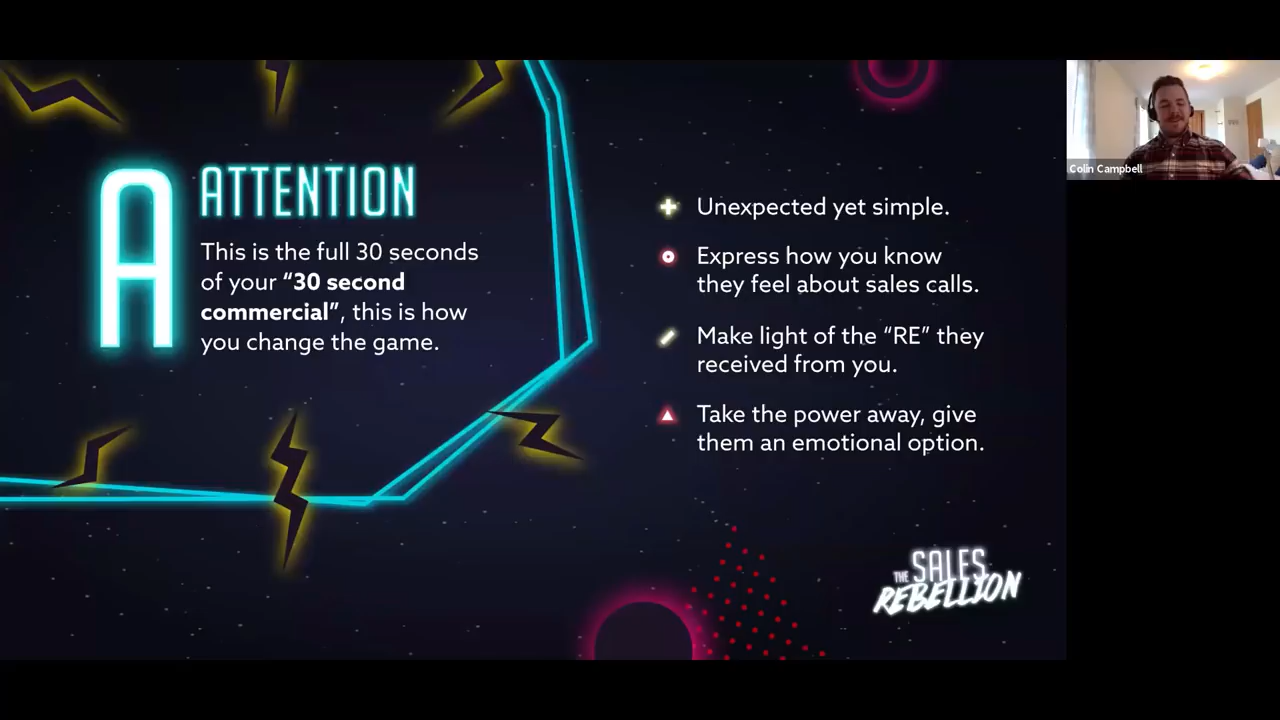 A
ATTENTION
This is the full 30 seconds
of your “30 second
commercial”, this is how
you change the game.
Unexpected yet simple.
Express how you know
they feel about sales calls.
Make light of the “RE” they
received from you.
Take the power away, give
them an emotional option.
THE SALES
REBELLION
Colin Campbell